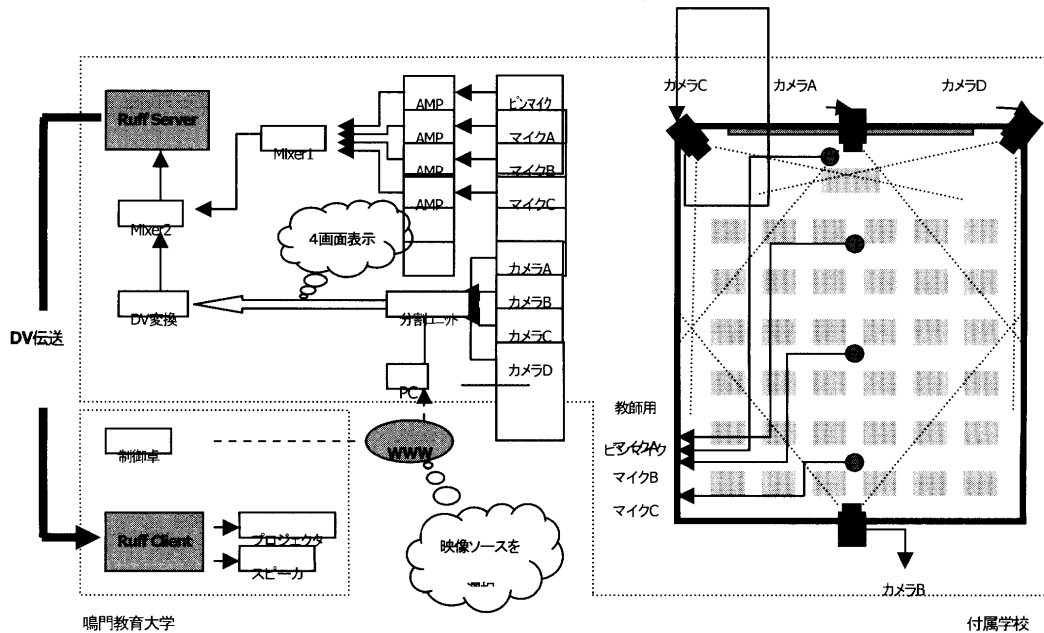 カメラC
カメラA
カメラD
Ruff Server
Mixer1
AMP
AMP
AMP
AMP
ピンマイク
マイクA
マイクB
マイクC
Mixer2
4画面表示
カメラA
カメラB
カメラC
カメラD
DV変換
分割ユニット
DV伝送
PC
教師用
ピンマイク
マイクA
マイクB
マイクC
制御卓
WWW
Ruff Client
プロジェクタ
スピーカ
映像ソースを
カメラB
鳴門教育大学
付属学校